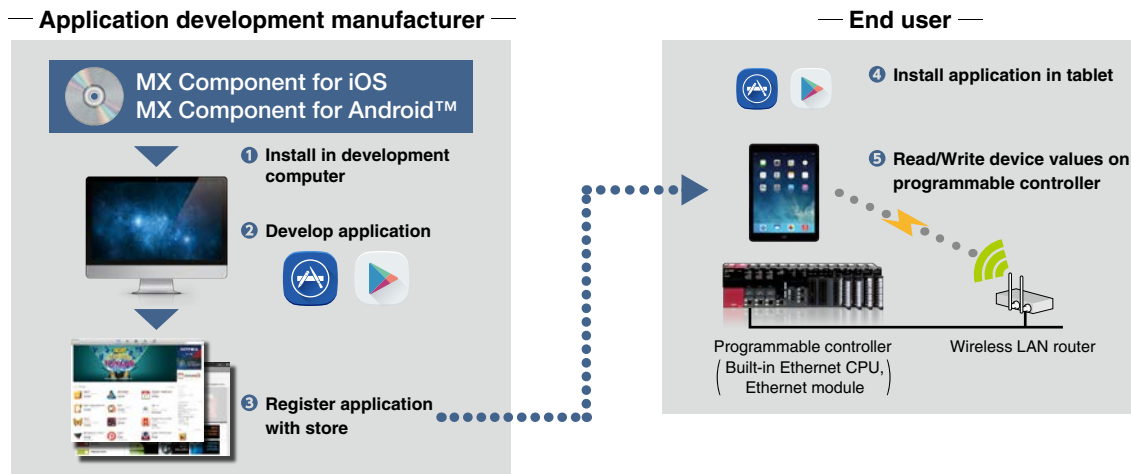 Application development manufacturer
MX Component for iOS
MX Component for Android™
❶ Install in development
computer
❷ Develop application
❸ Register application
with store
End user
❹ Install application in tablet
❺ Read/Write device values on
programmable controller
Programmable controller
( Built-in Ethernet CPU,
Ethernet module )
Wireless LAN router